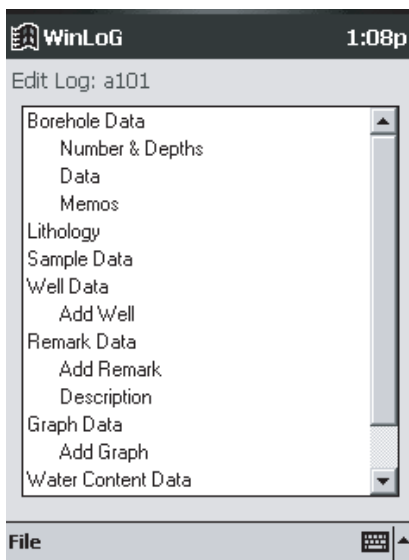 WinLoG 1:08p
Edit Log: a101
Borehole Data
Number & Depths
Data
Memos
Lithology
Sample Data
Well Data
Add Well
Remark Data
Add Remark
Description
Graph Data
Add Graph
Water Content Data
File